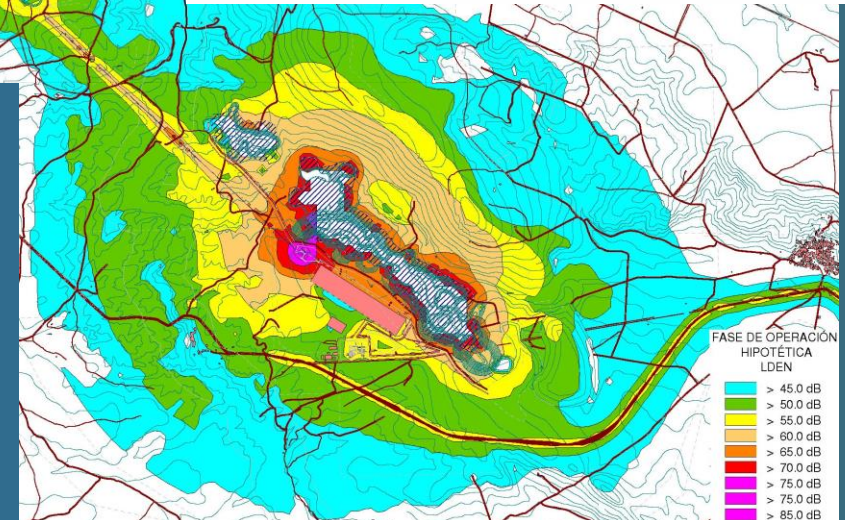 FASE DE OPERACIÓN
HIPOTÉTICA
LDEN
> 45.0 dB
> 50.0 dB
> 55.0 dB
> 60.0 dB
> 65.0 dB
> 70.0 dB
> 75.0 dB
> 75.0 dB
> 85.0 dB